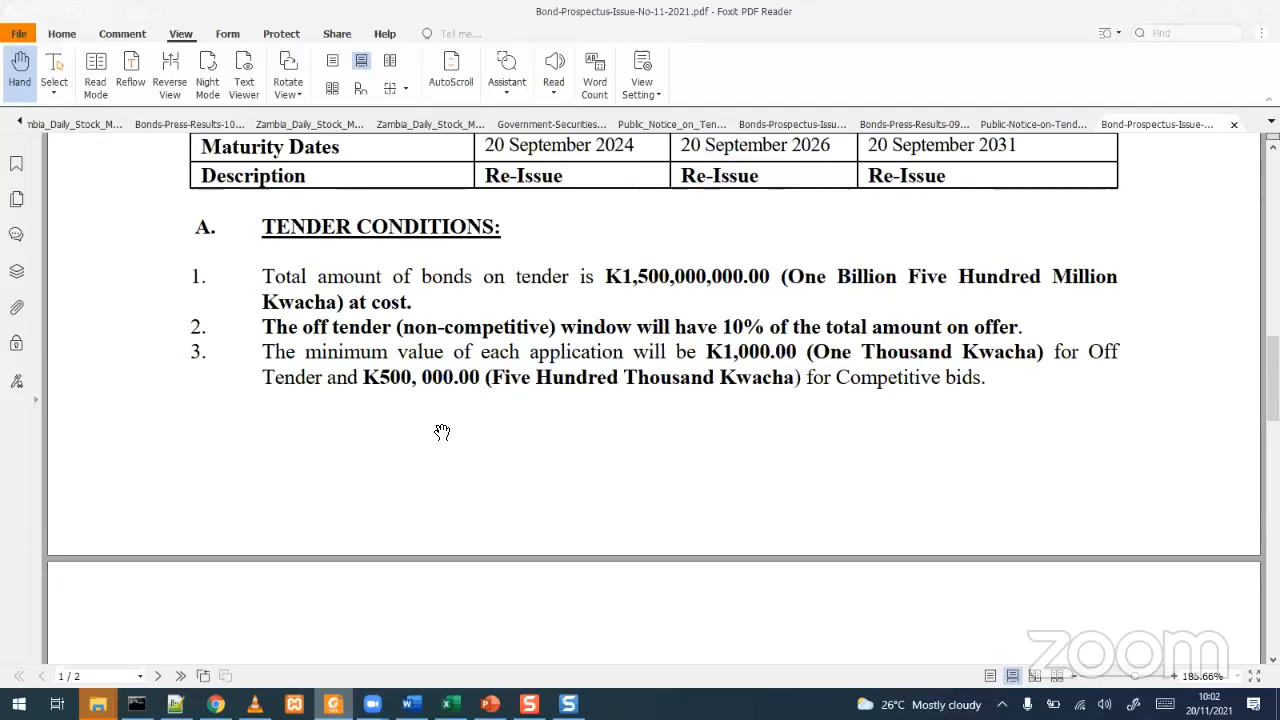 Bond-Prospectus-Issue-No-11-2021.pdf - Foxit PDF Reader
File Home Comment View Form Protect Share Help Tell me... Find
Hand Select Read Mode Reflow Reverse View Night Mode Text Viewer Rotate View AutoScroll Assistant Read Word Count View Setting
mbia_Daily_Stock_M... Bonds-Press-Results-10... Zambia_Daily_Stock_M... Zambia_Daily_Stock_M... Government-Securities... Public_Notice_on_Ten... Bonds-Prospectus-Issu... Bonds-Press-Results-09... Public-Notice-on-Tend... Bond-Prospectus-Issue-...
Maturity Dates 20 September 2024 20 September 2026 20 September 2031
Description Re-Issue Re-Issue Re-Issue
A. TENDER CONDITIONS:
1. Total amount of bonds on tender is K1,500,000,000.00 (One Billion Five Hundred Million
Kwacha) at cost.
2. The off tender (non-competitive) window will have 10% of the total amount on offer.
3. The minimum value of each application will be K1,000.00 (One Thousand Kwacha) for Off
Tender and K500, 000.00 (Five Hundred Thousand Kwacha) for Competitive bids.
zoom
1 / 2 185.66%
26°C Mostly cloudy 10:02
20/11/2021